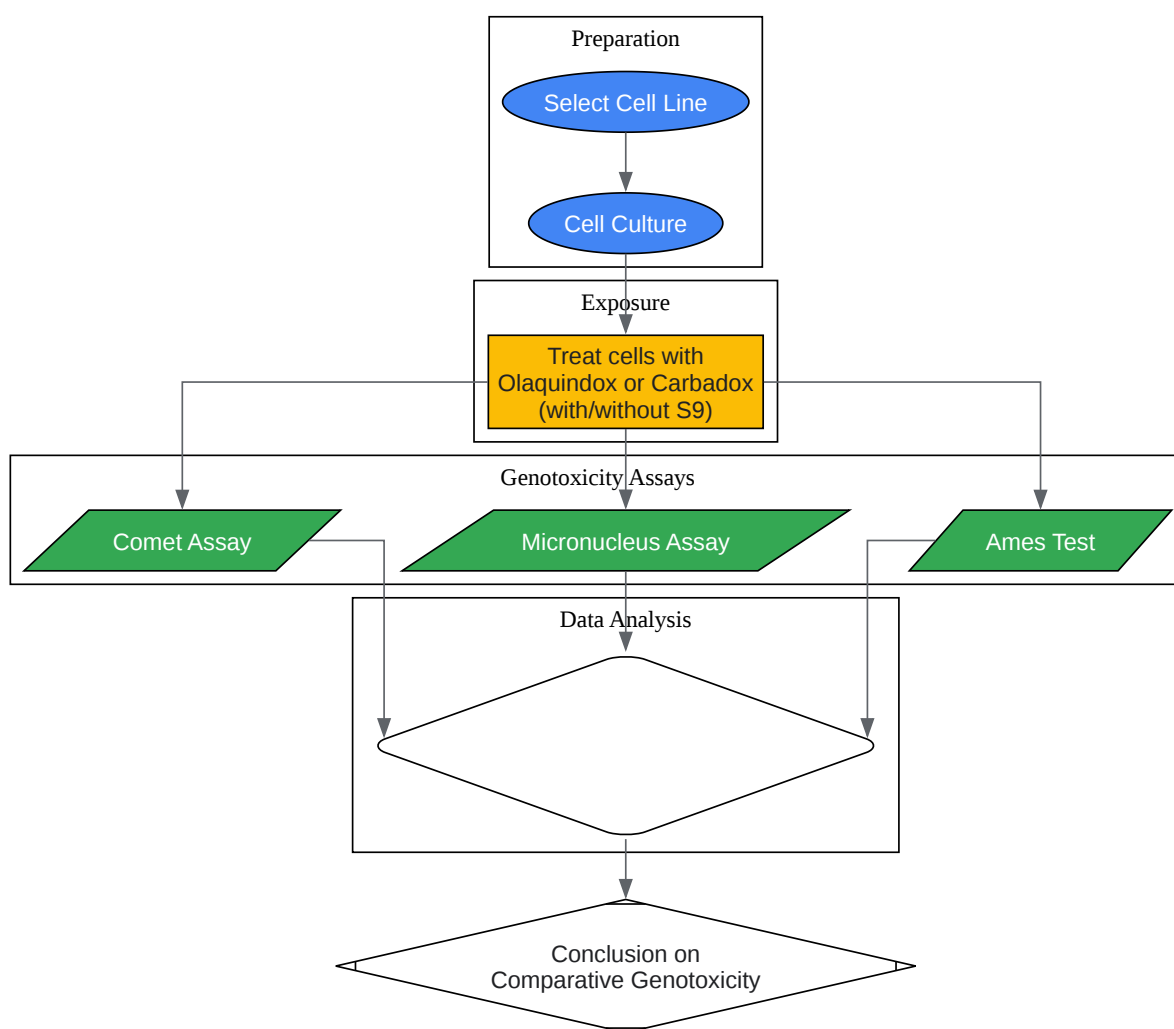 Preparation
Select Cell Line
Cell Culture
Exposure
Treat cells with
Olaquindox or Carbadox
(with/without S9)
Genotoxicity Assays
Comet Assay
Micronucleus Assay
Ames Test
Data Analysis
Conclusion on
Comparative Genotoxicity